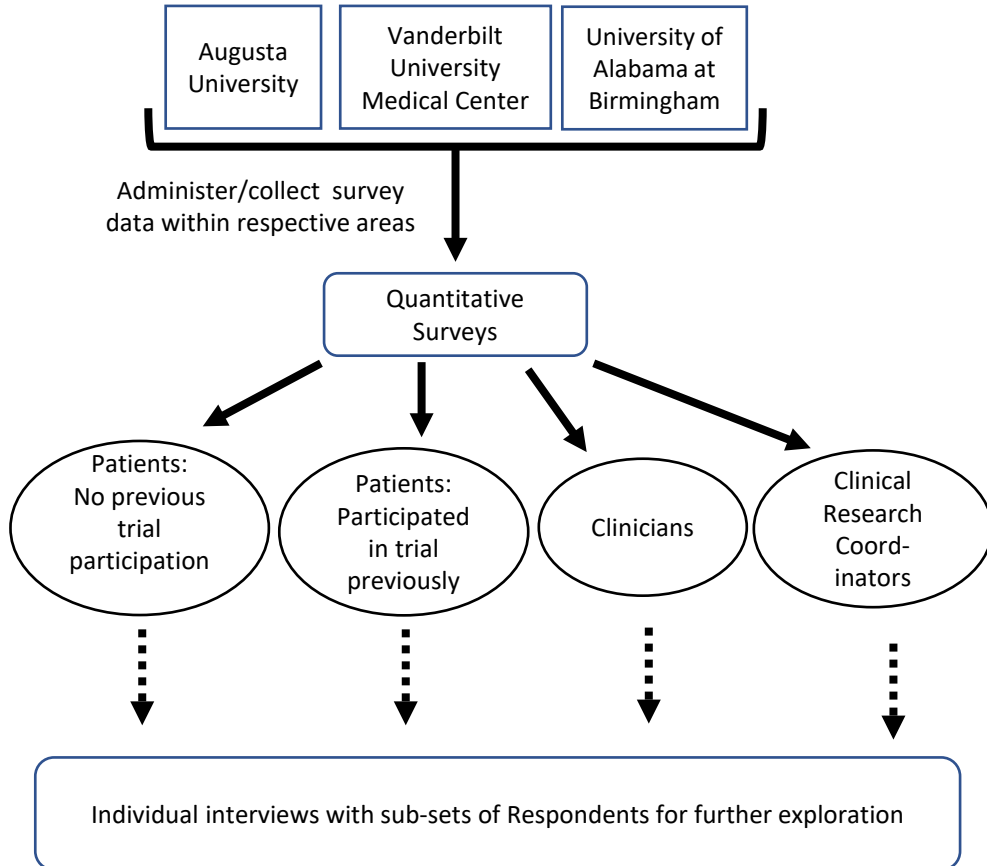 Augusta
University
Vanderbilt
University
Medical Center
University of
Alabama at
Birmingham
Administer/collect survey
data within respective areas
Quantitative
Surveys
Patients:
No previous
trial
participation
Patients:
Participated
in trial
previously
Clinicians
Clinical
Research
Coord-
inators
Individual interviews with sub-sets of Respondents for further exploration